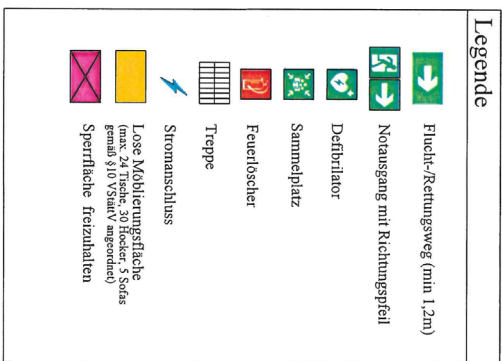 Legende
Flucht-/Rettungsweg (min 1,2m)
Notausgang mit Richtungspfeil
Defibrilator
Sammelplatz
Feuerlöscher
Treppe
Stromanschluss
Lose Möblierungsfläche
(max. 24 Tische, 30 Hocker, 5 Sofas
gemäß §10 VStättV angeordnet)
Sperrfläche freizuhalten